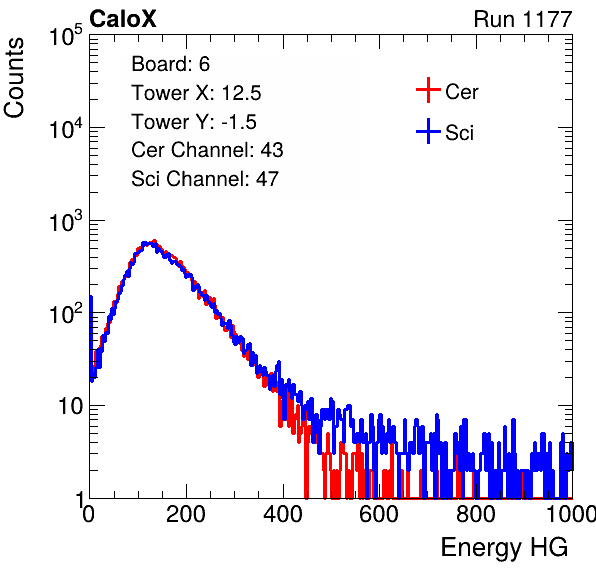 CaloX Run 1177
Board: 6
Tower X: 12.5
Tower Y: -1.5
Cer Channel: 43
Sci Channel: 47
Cer
Sci
Counts
10^5
10^4
10^3
10^2
10
1
0 200 400 600 800 1000
Energy HG